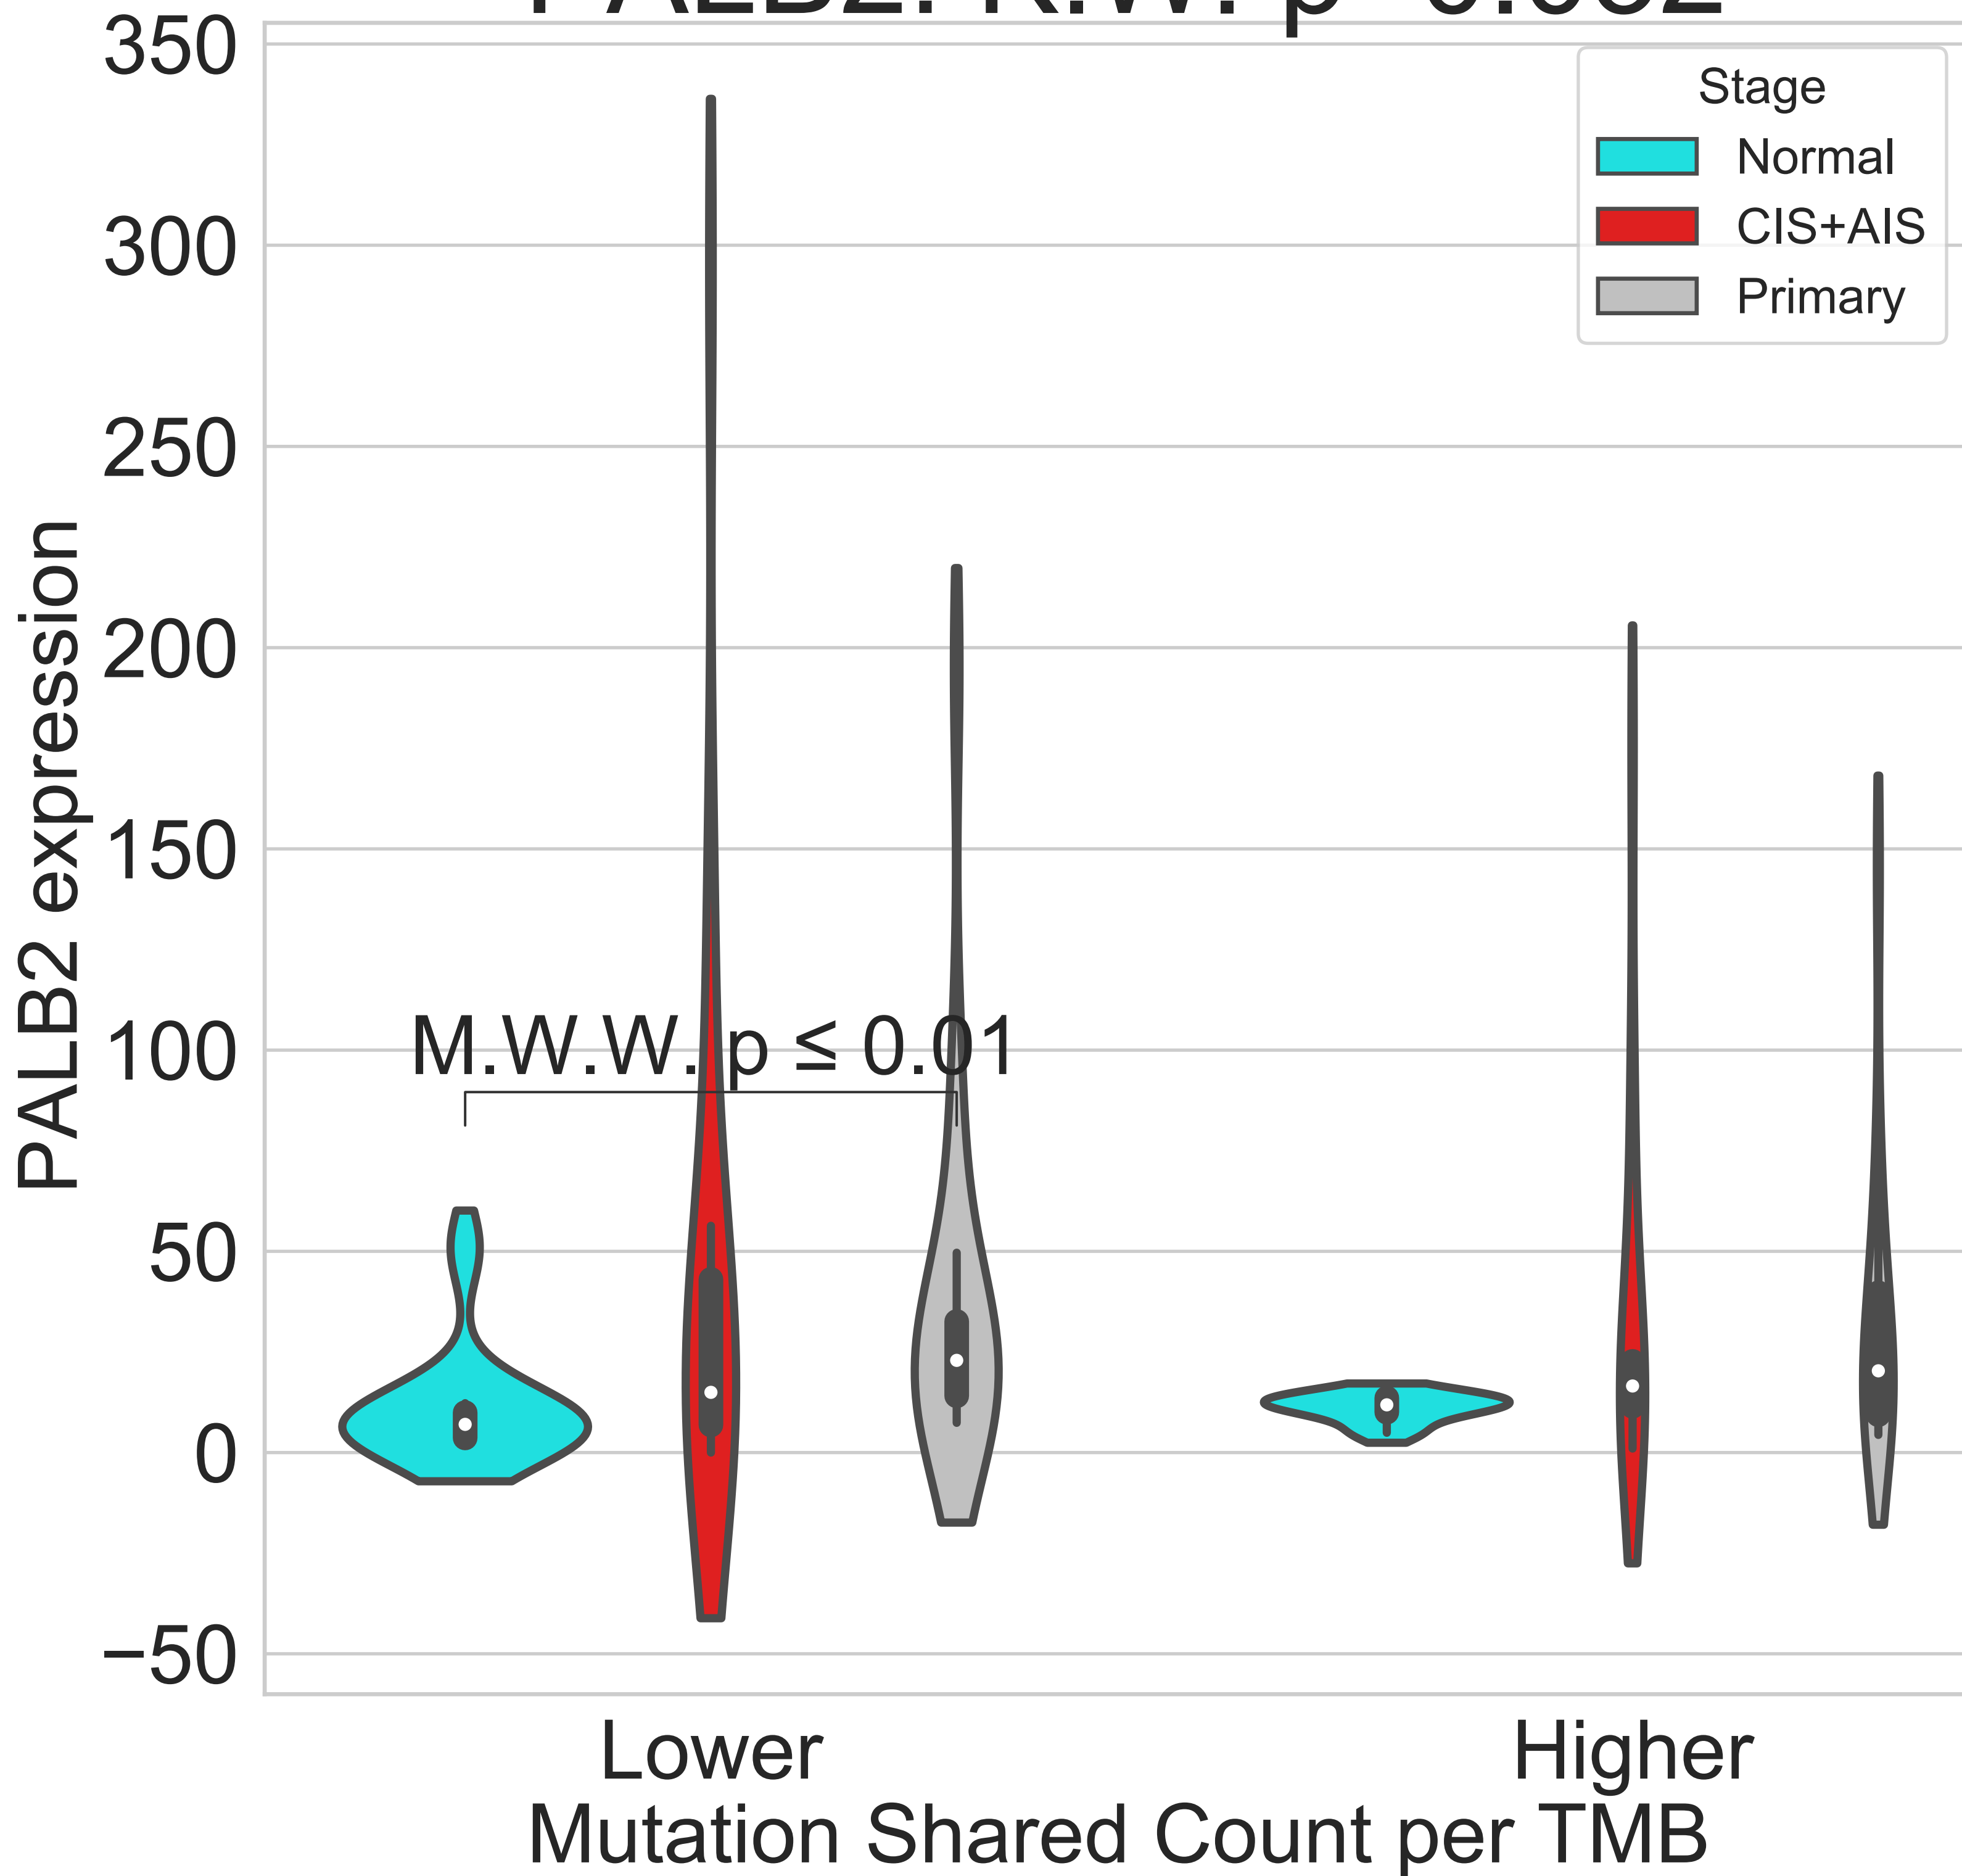 350
300
250
200
150
100
50
0
−50
PALB2 expression
Stage
Normal
CIS+AIS
Primary
M.W.W. p ≤ 0.01
Lower
Higher
Mutation Shared Count per TMB